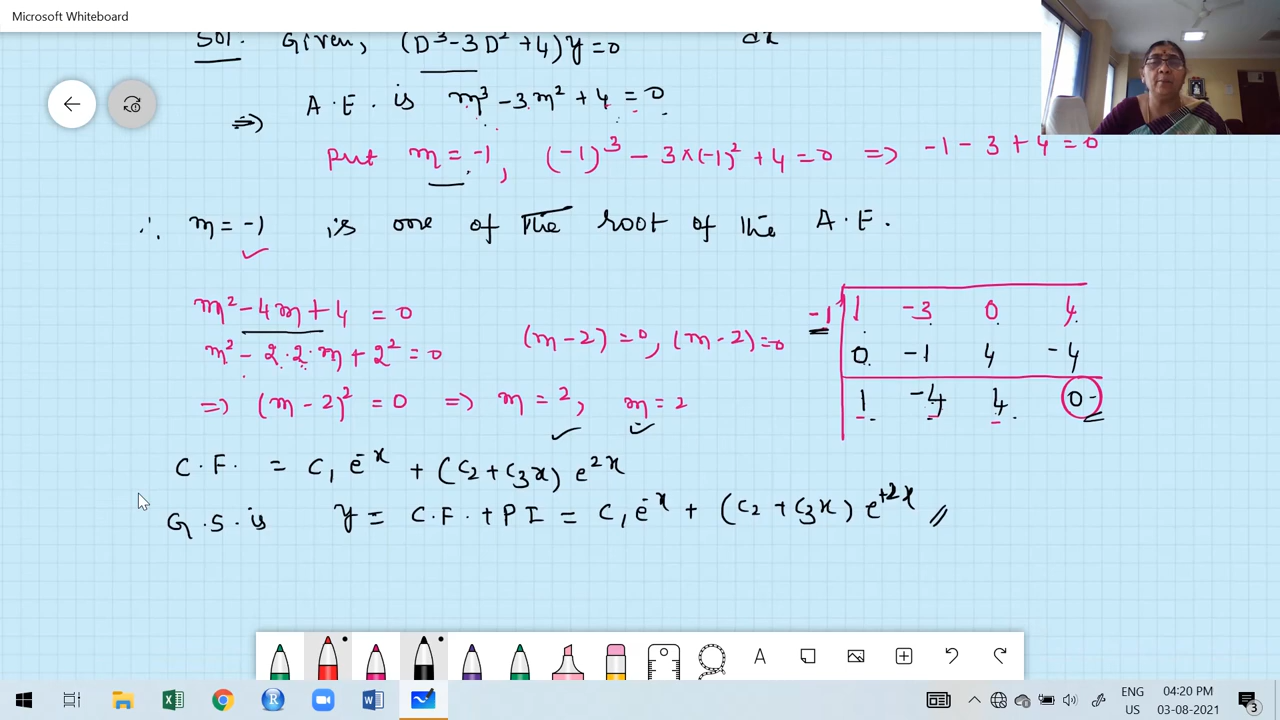 Microsoft Whiteboard
Sol. Given, (D³-3D²+4)y=0
dx
⇒ A.E. is m³-3m²+4=0
Put m=-1, (-1)³-3×(-1)²+4=0 ⇒ -1-3+4=0
∴ m=-1 is one of the root of the A.E.
m²-4m+4=0
m²-2·2·m+2²=0
(m-2)=0, (m-2)=0
⇒ (m-2)²=0 ⇒ m=2, m=2
-1 1 -3 0 4
0 -1 4 -4
1 -4 4 0
C.F. = C₁e⁻ˣ+(C₂+C₃x)e²ˣ
G.S. is y = C.F.+PI = C₁e⁻ˣ+(C₂+C₃x)e⁺²ˣ //
A
ENG 04:20 PM
US 03-08-2021 3